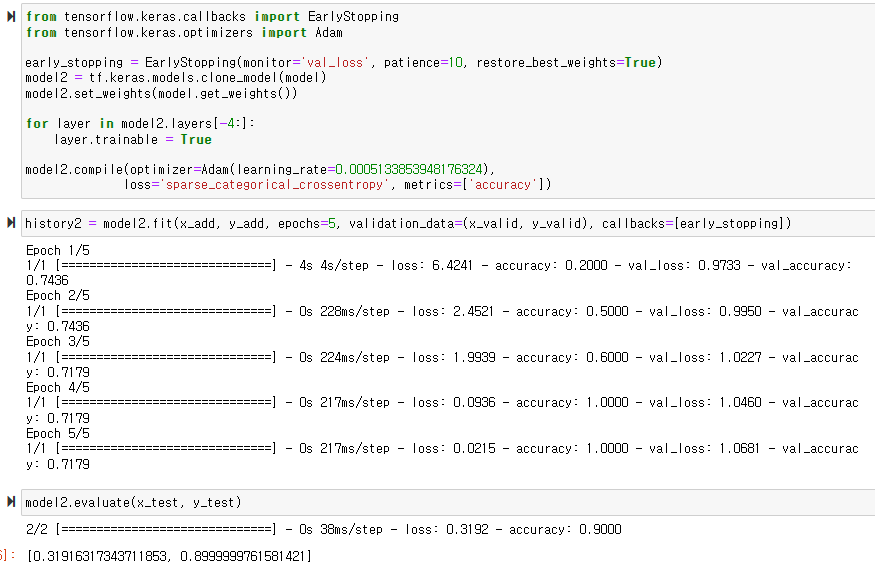 from tensorflow.keras.callbacks import EarlyStopping
from tensorflow.keras.optimizers import Adam
early_stopping = EarlyStopping(monitor='val_loss', patience=10, restore_best_weights=True)
model2 = tf.keras.models.clone_model(model)
model2.set_weights(model.get_weights())
for layer in model2.layers[-4:]:
    layer.trainable = True
model2.compile(optimizer=Adam(learning_rate=0.0005133853948176324),
              loss='sparse_categorical_crossentropy', metrics=['accuracy'])
history2 = model2.fit(x_add, y_add, epochs=5, validation_data=(x_valid, y_valid), callbacks=[early_stopping])
Epoch 1/5
1/1 [==============================] - 4s 4s/step - loss: 6.4241 - accuracy: 0.2000 - val_loss: 0.9733 - val_accuracy:
0.7436
Epoch 2/5
1/1 [==============================] - 0s 228ms/step - loss: 2.4521 - accuracy: 0.5000 - val_loss: 0.9950 - val_accurac
y: 0.7436
Epoch 3/5
1/1 [==============================] - 0s 224ms/step - loss: 1.9939 - accuracy: 0.6000 - val_loss: 1.0227 - val_accurac
y: 0.7179
Epoch 4/5
1/1 [==============================] - 0s 217ms/step - loss: 0.0936 - accuracy: 1.0000 - val_loss: 1.0460 - val_accurac
y: 0.7179
Epoch 5/5
1/1 [==============================] - 0s 217ms/step - loss: 0.0215 - accuracy: 1.0000 - val_loss: 1.0681 - val_accurac
y: 0.7179
model2.evaluate(x_test, y_test)
2/2 [==============================] - 0s 38ms/step - loss: 0.3192 - accuracy: 0.9000
]: [0.31916317343711853, 0.8999999761581421]